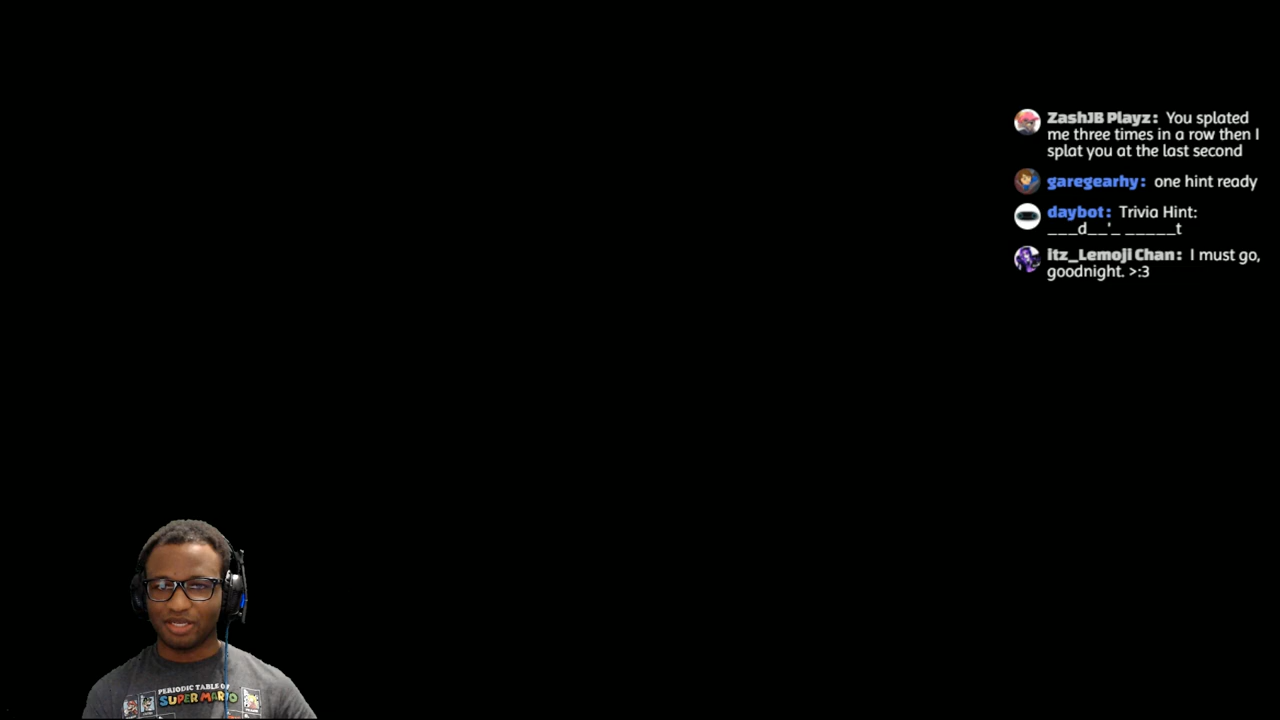 ZashJB Playz: You splated
me three times in a row then I
splat you at the last second
garegearhy: one hint ready
daybot: Trivia Hint:
___d__'_ _____t
itz_Lemoji Chan: I must go,
goodnight. >:3
PERIODIC TABLE OF
SUPER MARIO